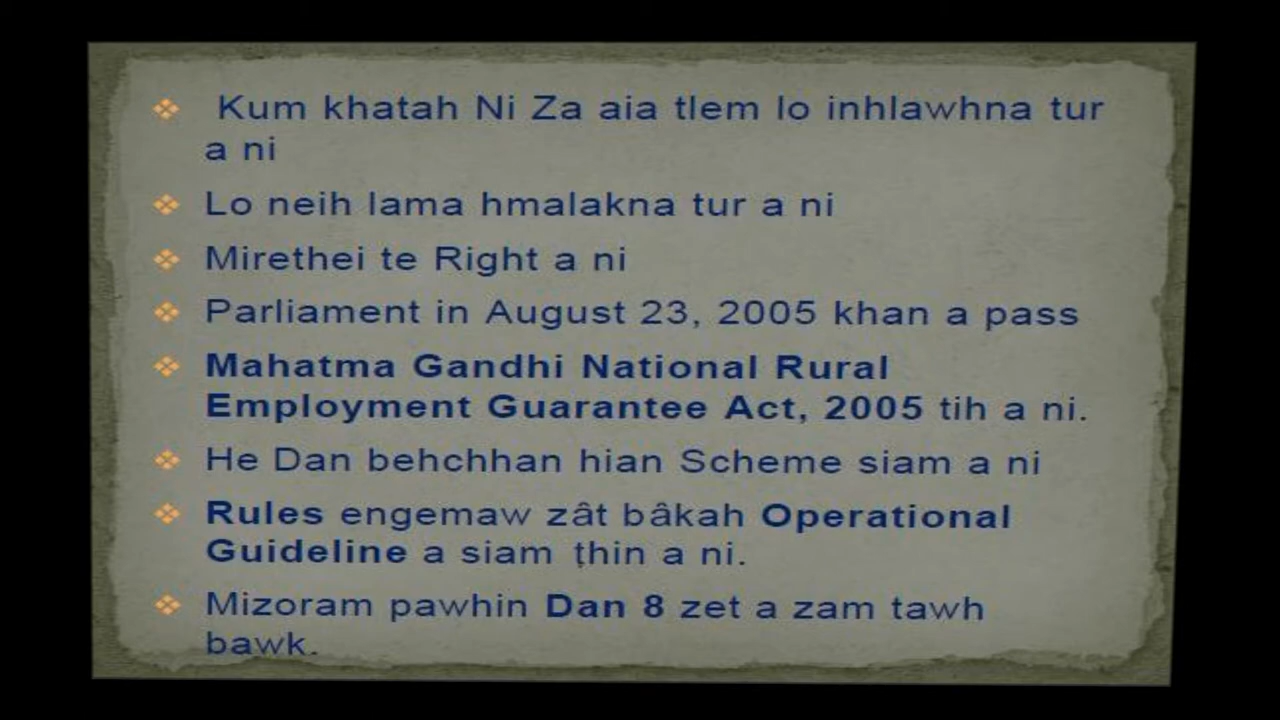 Kum khatah Ni Za aia tlem lo inhlawhna tur
a ni
Lo neih lama hmalakna tur a ni
Mirethei te Right a ni
Parliament in August 23, 2005 khan a pass
Mahatma Gandhi National Rural
Employment Guarantee Act, 2005 tih a ni.
He Dan behchhan hian Scheme siam a ni
Rules engemaw zât bâkah Operational
Guideline a siam ṭhin a ni.
Mizoram pawhin Dan 8 zet a zam tawh
bawk.